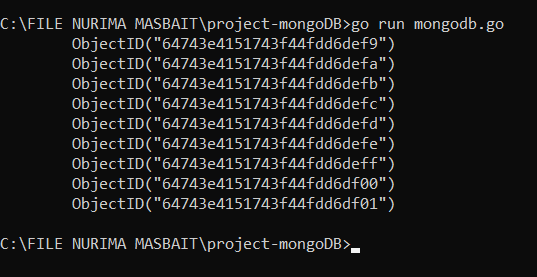 C:\FILE NURIMA MASBAIT\project-mongoDB>go run mongodb.go
ObjectID("64743e4151743f44fdd6def9")
ObjectID("64743e4151743f44fdd6defa")
ObjectID("64743e4151743f44fdd6defb")
ObjectID("64743e4151743f44fdd6defc")
ObjectID("64743e4151743f44fdd6defd")
ObjectID("64743e4151743f44fdd6defe")
ObjectID("64743e4151743f44fdd6deff")
ObjectID("64743e4151743f44fdd6df00")
ObjectID("64743e4151743f44fdd6df01")
C:\FILE NURIMA MASBAIT\project-mongoDB>